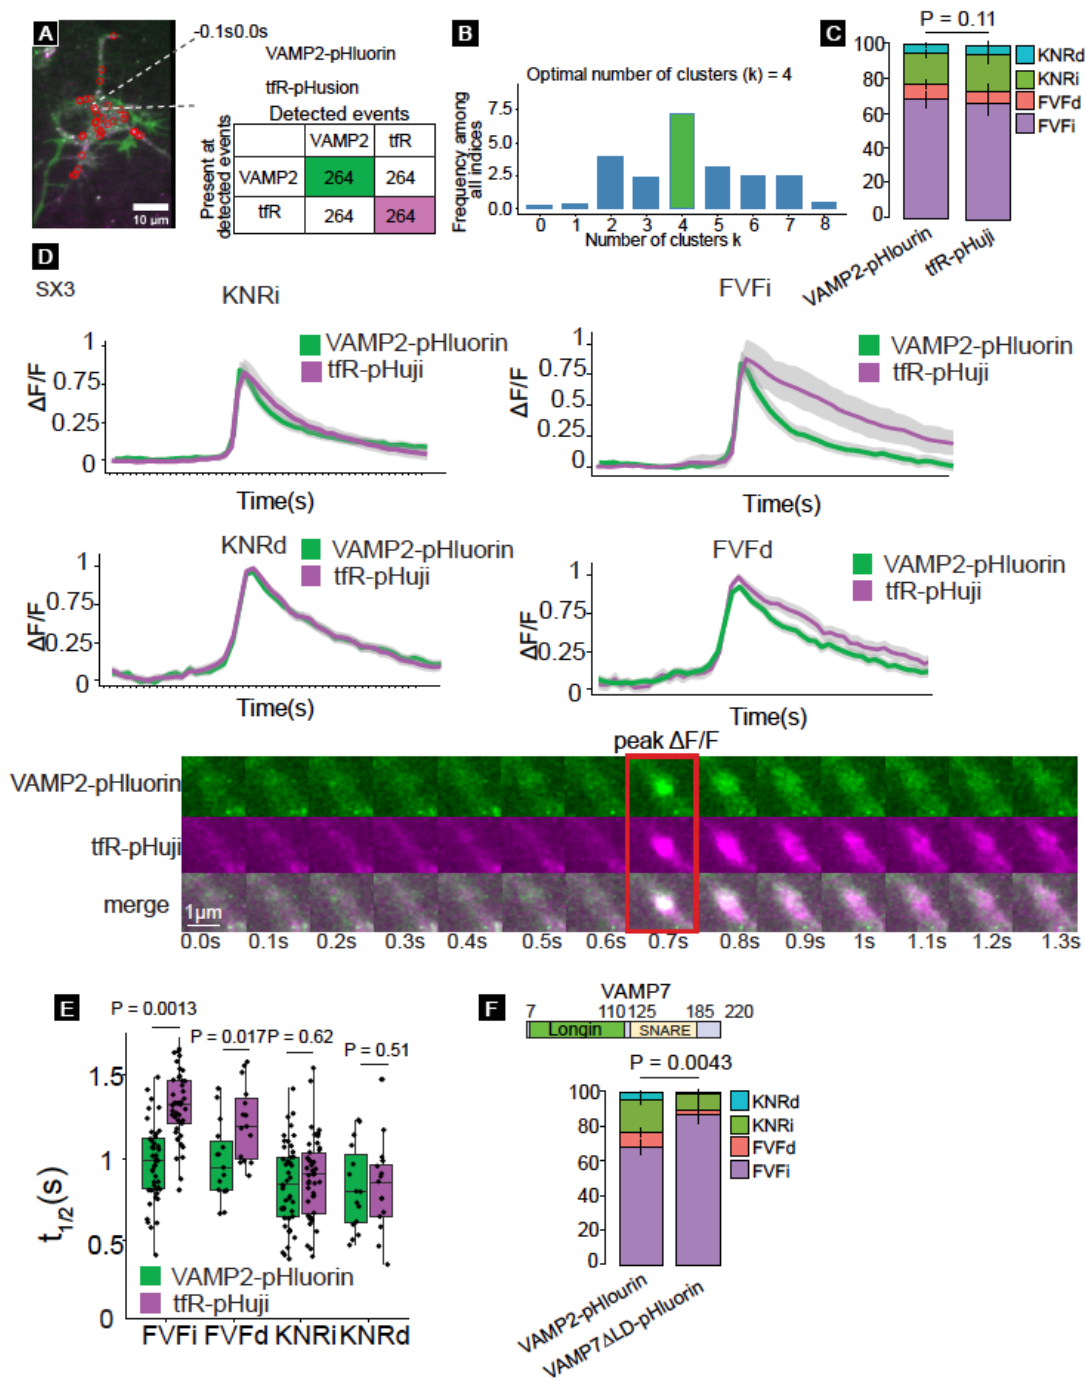 A
-0.1s0.0s
VAMP2-pHluorin
tfR-pHusion
Detected events
Present at
detected events
VAMP2 tfR
VAMP2 264 264
tfR 264 264
10 µm
B
Optimal number of clusters (k) = 4
Frequency among
all indices
7.5
5.0
2.5
0.0
0 1 2 3 4 5 6 7 8
Number of clusters k
C
P = 0.11
100
80
60
40
20
0
KNRd
KNRi
FVFd
FVFi
VAMP2-pHlourin
tfR-pHuji
D
SX3
KNRi
VAMP2-pHluorin
tfR-pHuji
ΔF/F
1
0.75
0.25
0
Time(s)
FVFi
VAMP2-pHluorin
tfR-pHuji
ΔF/F
1
0.75
0.5
0.25
0
Time(s)
KNRd
VAMP2-pHluorin
tfR-pHuji
ΔF/F
1
0.75
0.25
0
Time(s)
FVFd
VAMP2-pHluorin
tfR-pHuji
ΔF/F
1
0.75
0.25
0
Time(s)
peak ΔF/F
VAMP2-pHluorin
tfR-pHuji
merge
1µm
0.0s 0.1s 0.2s 0.3s 0.4s 0.5s 0.6s 0.7s 0.8s 0.9s 1s 1.1s 1.2s 1.3s
E
P = 0.0013
P = 0.017
P = 0.62
P = 0.51
t1/2(s)
1.5
1
0.5
0
VAMP2-pHluorin
tfR-pHuji
FVFi FVFd KNRi KNRd
F
VAMP7
7 110 125 185 220
Longin SNARE
P = 0.0043
100
80
60
40
20
0
KNRd
KNRi
FVFd
FVFi
VAMP2-pHlourin
VAMP7ΔLD-pHluorin